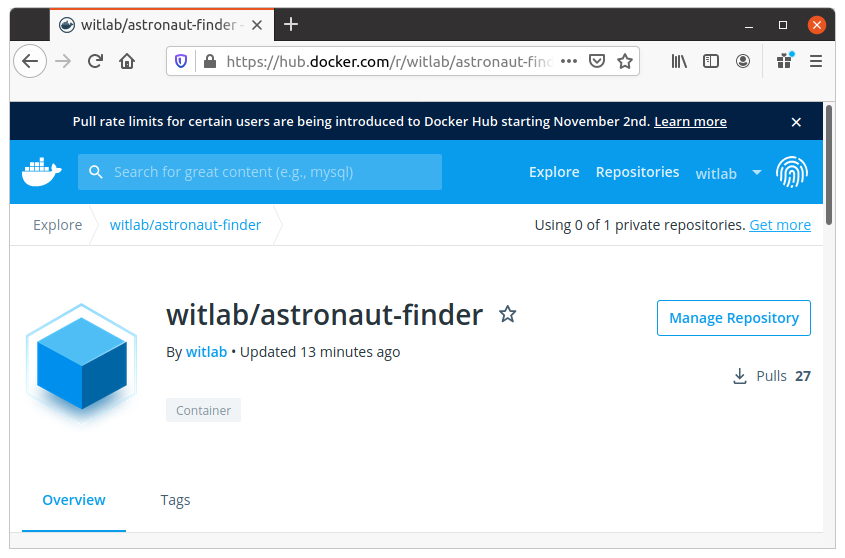 witlab/astronaut-finder -
https://hub.docker.com/r/witlab/astronaut-find
Pull rate limits for certain users are being introduced to Docker Hub starting November 2nd. Learn more
Search for great content (e.g., mysql)
Explore
Repositories
witlab
Explore
witlab/astronaut-finder
Using 0 of 1 private repositories. Get more
witlab/astronaut-finder
Manage Repository
By witlab • Updated 13 minutes ago
Pulls 27
Container
Overview
Tags